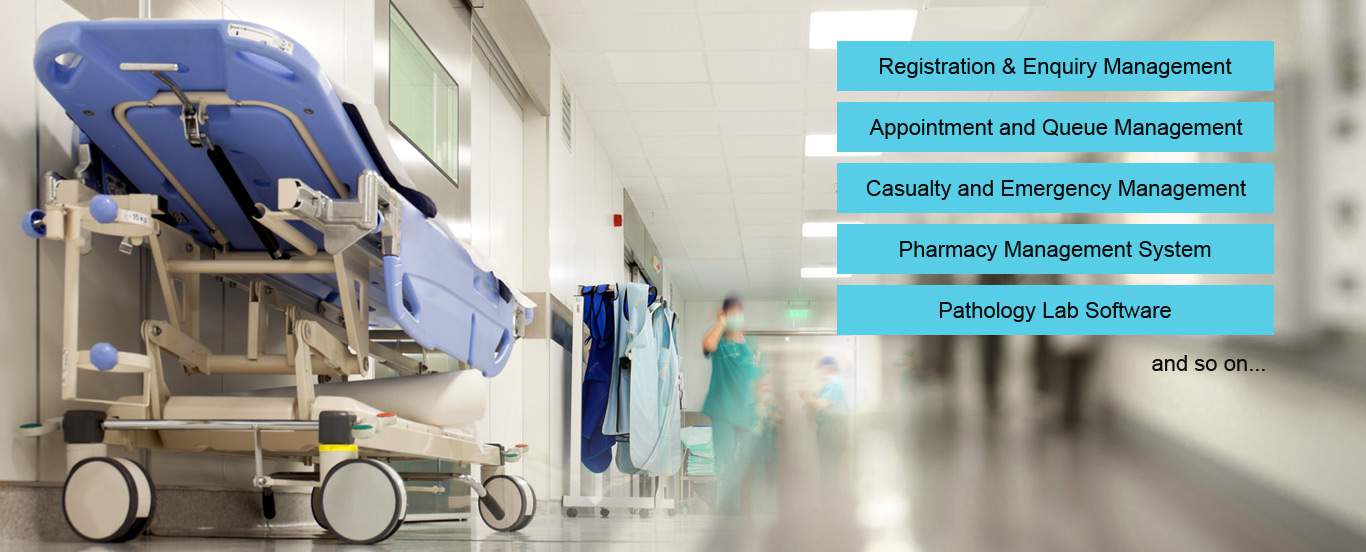 Registration & Enquiry Management
Appointment and Queue Management
Casualty and Emergency Management
Pharmacy Management System
Pathology Lab Software
and so on...